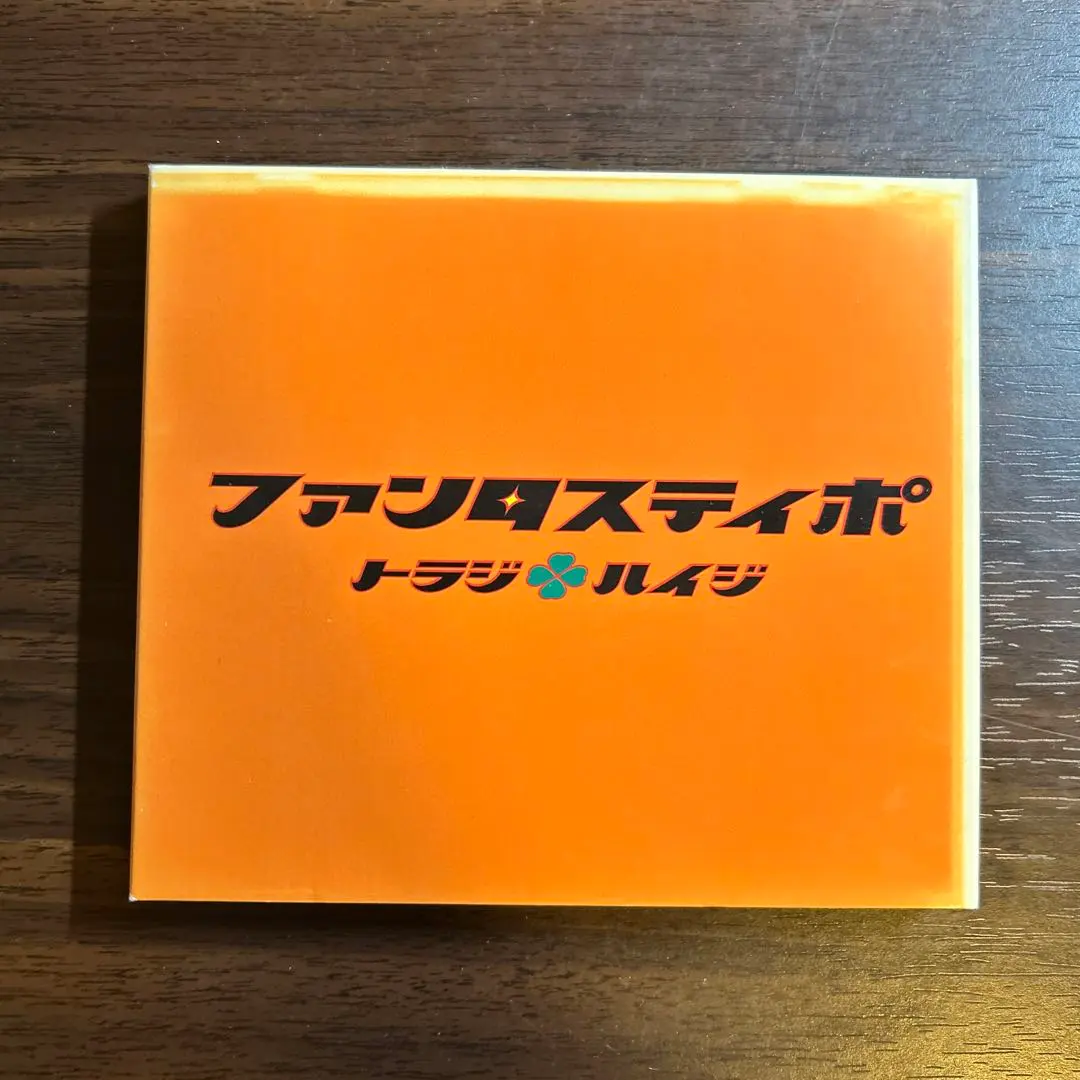 ファンタスティポ
トラジ ハイジ